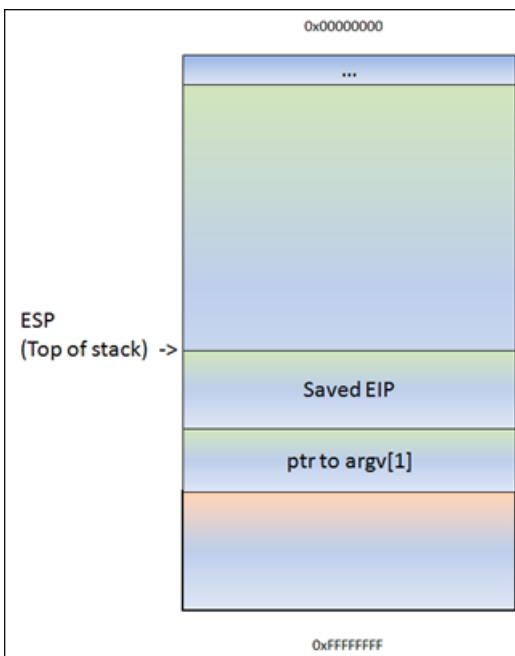 0x00000000
...
ESP
(Top of stack) ->
Saved EIP
ptr to argv[1]
0xFFFFFFFF